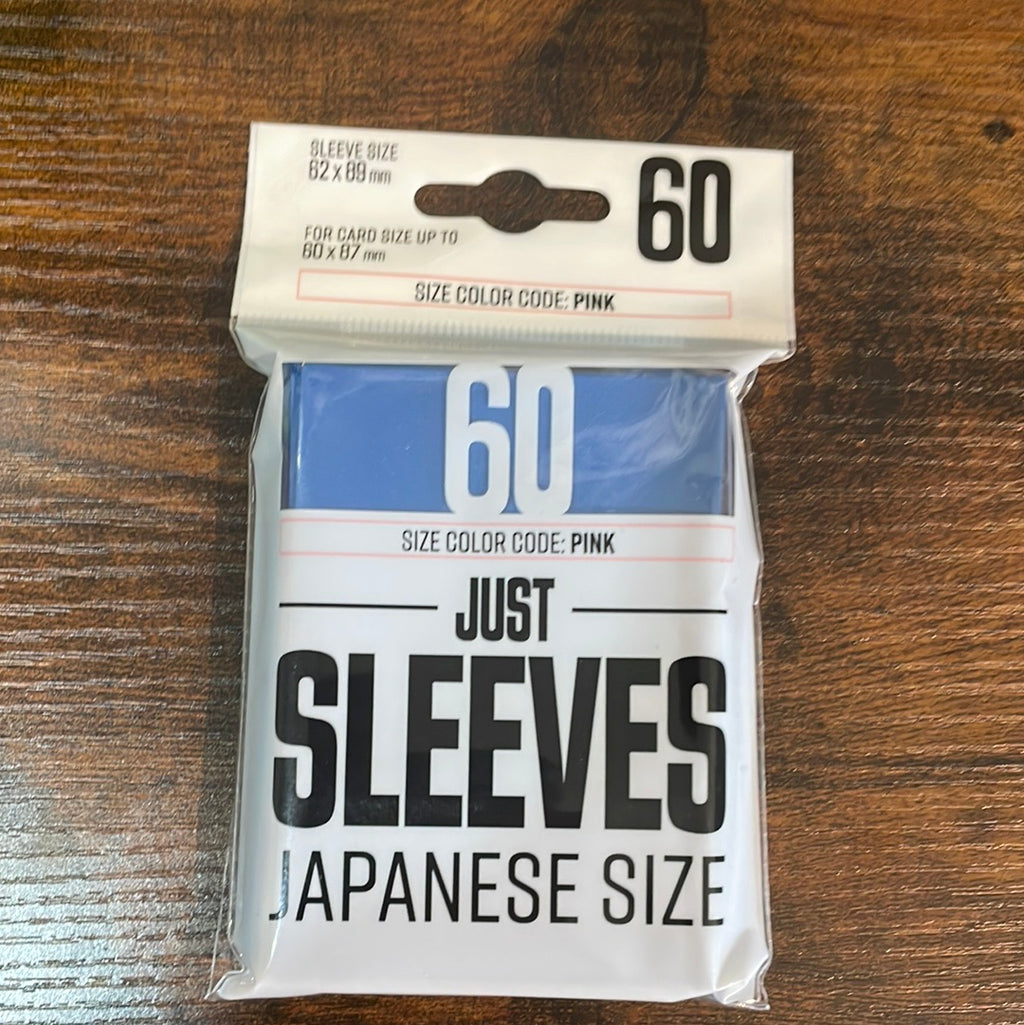 SLEEVE SIZE
62 x 89 mm
60
FOR CARD SIZE UP TO
60 x 87 mm
SIZE COLOR CODE: PINK
60
SIZE COLOR CODE: PINK
JUST
SLEEVES
JAPANESE SIZE